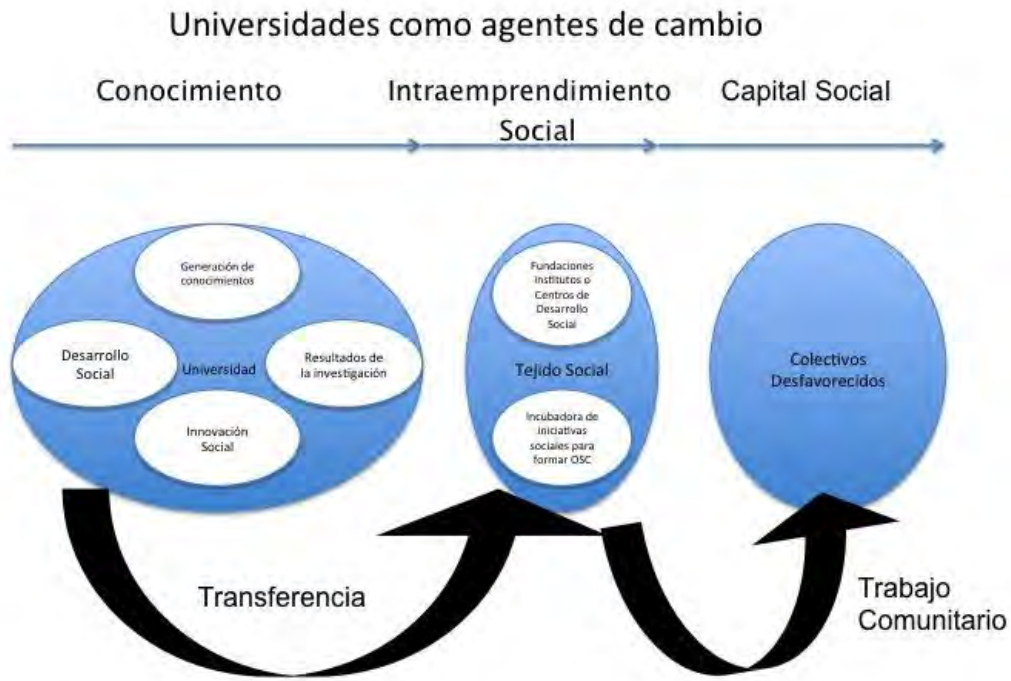 Universidades como agentes de cambio
Conocimiento
Intraemprendimiento
Social
Capital Social
Generación de
conocimientos
Desarrollo
Social
Universidad
Resultados de
la investigación
Innovación
Social
Fundaciones
Institutos o
Centros de
Desarrollo
Social
Tejido Social
Incubadora de
iniciativas
sociales para
formar OSC
Colectivos
Desfavorecidos
Transferencia
Trabajo
Comunitario